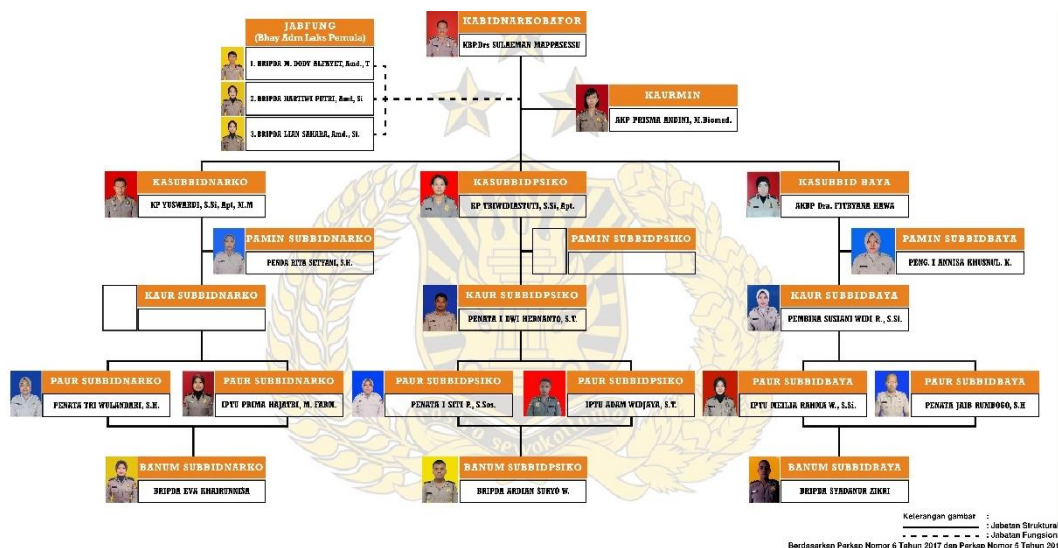 JABFUNG
(Bhay Adm Laks Pemula)
1. BRIPDA M. DODY ALFAYET, Amd., T
2. BRIPDA HARTIWI PUTRI, Amd, Si
3. BRIPDA LIAN SAHARA, Amd., Si.
KABIDNARKOBAFOR
KBP.Drs SULAEMAN MAPPASESSU
KAURMIN
AKP PRISMA ANDINI, M.Biomed.
KASUBBIDNARKO
KP YUSWARDI, S.Si, Apt, M.M
KASUBBIDPSIKO
KP TRIWIDIASTUTI, S.Si, Apt.
KASUBBID BAYA
AKBP Dra. FITRYANA HAWA
PAMIN SUBBIDNARKO
PENDA RITA SETYANI, S.H.
PAMIN SUBBIDPSIKO
PAMIN SUBBIDBAYA
PENG. I ANNISA KHUSNUL. K.
KAUR SUBBIDNARKO
KAUR SUBBIDPSIKO
PENATA I DWI HERNANTO, S.T.
KAUR SUBBIDBAYA
PEMBINA SUSIANI WIDI R., S.Si.
PAUR SUBBIDNARKO
PENATA TRI WULANDARI, S.H.
PAUR SUBBIDNARKO
IPTU PRIMA HAJATRI, M. FARM.
PAUR SUBBIDPSIKO
PENATA I SITI P., S.Sos.
PAUR SUBBIDPSIKO
IPTU ADAM WIDJAYA, S.T.
PAUR SUBBIDBAYA
IPTU MEILIA RAHMA W., S.Si.
PAUR SUBBIDBAYA
PENATA JAIB RUMBOGO, S.H
BANUM SUBBIDNARKO
BRIPDA EVA KHAIRUNNISA
BANUM SUBBIDPSIKO
BRIPDA ARDIAN SURYO W.
BANUM SUBBIDBAYA
BRIPDA SYADANUR ZIKRI
Keterangan gambar :
: Jabatan Struktural
: Jabatan Fungsion
Berdasarkan Perkap Nomor 6 Tahun 2017 dan Perkap Nomor 5 Tahun 201